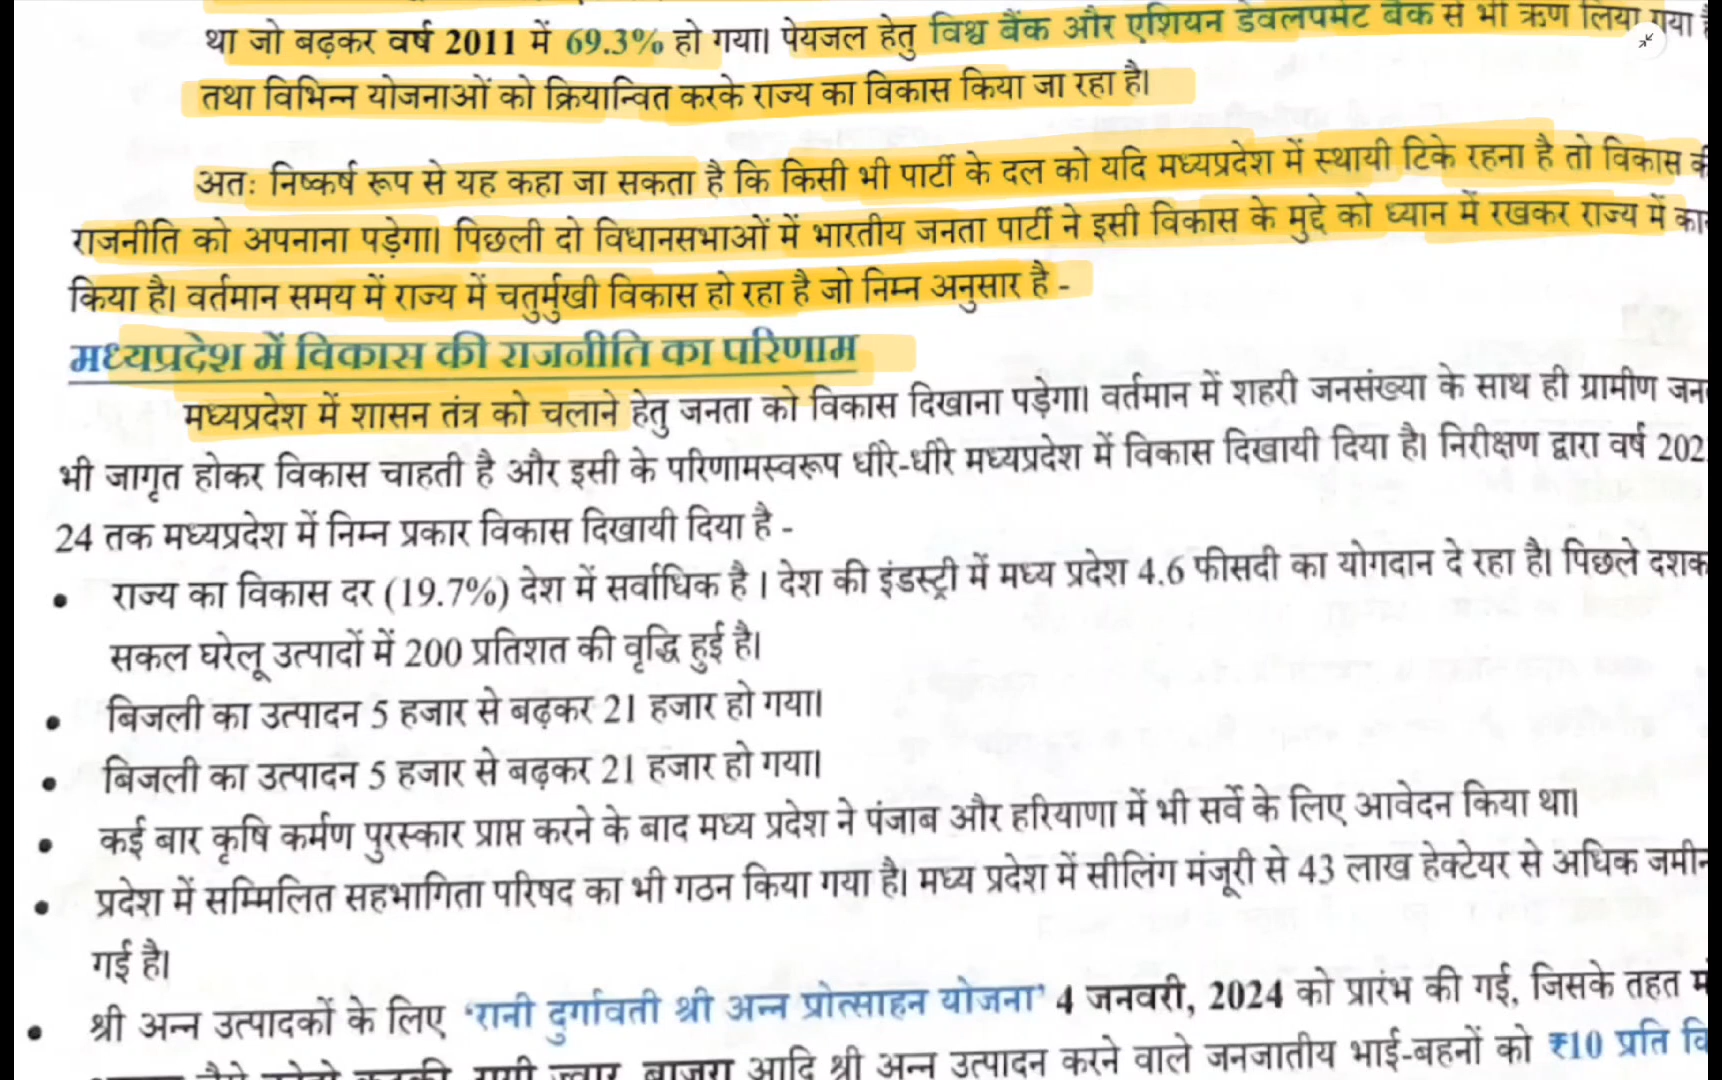 था जो बढ़कर वर्ष 2011 में 69.3% हो गया। पेयजल हेतु विश्व बैंक और एशियन डेवलपमेंट बैंक से भी ऋण लिया गया
तथा विभिन्न योजनाओं को क्रियान्वित करके राज्य का विकास किया जा रहा है।
अतः निष्कर्ष रूप से यह कहा जा सकता है कि किसी भी पार्टी के दल को यदि मध्यप्रदेश में स्थायी टिके रहना है तो विकास
राजनीति को अपनाना पड़ेगा। पिछली दो विधानसभाओं में भारतीय जनता पार्टी ने इसी विकास के मुद्दे को ध्यान में रखकर राज्य में
किया है। वर्तमान समय में राज्य में चतुर्मुखी विकास हो रहा है जो निम्न अनुसार है -
मध्यप्रदेश में विकास की राजनीति का परिणाम
मध्यप्रदेश में शासन तंत्र को चलाने हेतु जनता को विकास दिखाना पड़ेगा। वर्तमान में शहरी जनसंख्या के साथ ही ग्रामीण
भी जागृत होकर विकास चाहती है और इसी के परिणामस्वरूप धीरे-धीरे मध्यप्रदेश में विकास दिखायी दिया है। निरीक्षण द्वारा वर्ष 202
24 तक मध्यप्रदेश में निम्न प्रकार विकास दिखायी दिया है -
• राज्य का विकास दर (19.7%) देश में सर्वाधिक है । देश की इंडस्ट्री में मध्य प्रदेश 4.6 फीसदी का योगदान दे रहा है। पिछले दशक
सकल घरेलू उत्पादों में 200 प्रतिशत की वृद्धि हुई है।
• बिजली का उत्पादन 5 हजार से बढ़कर 21 हजार हो गया।
• बिजली का उत्पादन 5 हजार से बढ़कर 21 हजार हो गया।
• कई बार कृषि कर्मण पुरस्कार प्राप्त करने के बाद मध्य प्रदेश ने पंजाब और हरियाणा में भी सर्वे के लिए आवेदन किया था।
• प्रदेश में सम्मिलित सहभागिता परिषद का भी गठन किया गया है। मध्य प्रदेश में सीलिंग मंजूरी से 43 लाख हेक्टेयर से अधिक जमीन
गई है।
• श्री अन्न उत्पादकों के लिए 'रानी दुर्गावती श्री अन्न प्रोत्साहन योजना' 4 जनवरी, 2024 को प्रारंभ की गई, जिसके तहत
ज्वार, बाजरा आदि श्री अन्न उत्पादन करने वाले जनजातीय भाई-बहनों को ₹10 प्रति